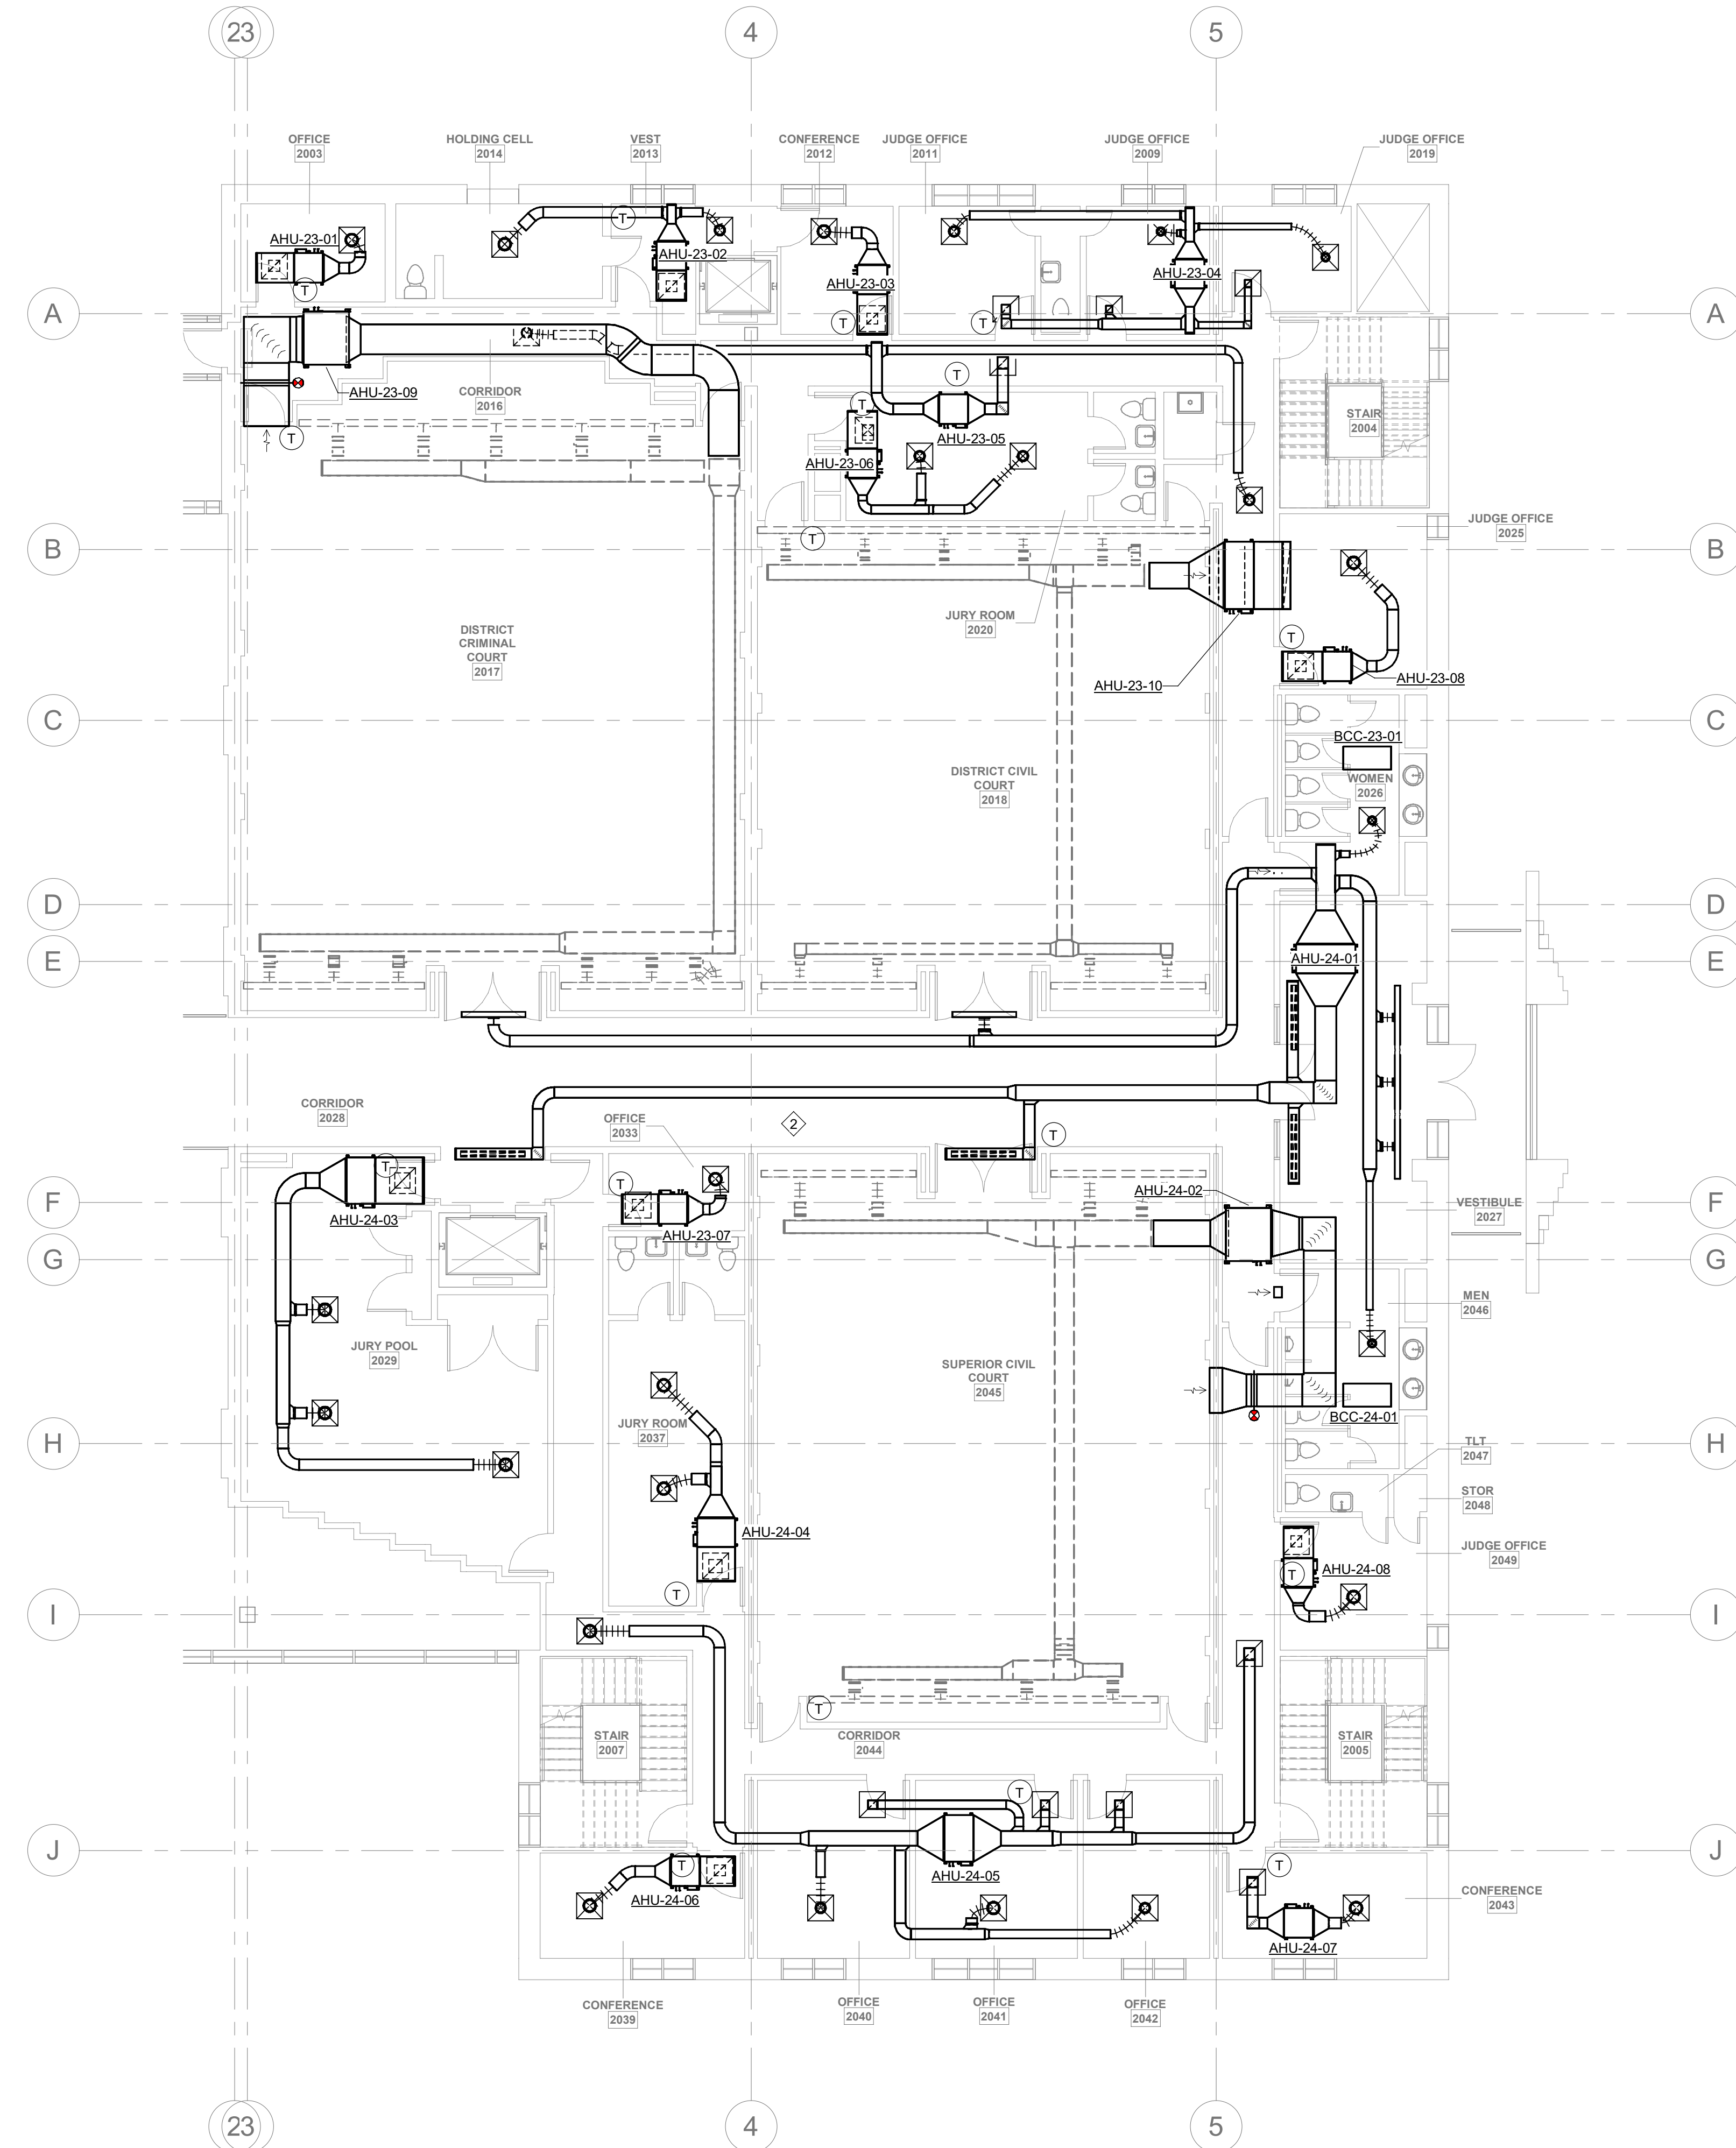 23
4
5
OFFICE
2003
HOLDING CELL
2014
VEST
2013
CONFERENCE
2012
JUDGE OFFICE
2011
JUDGE OFFICE
2009
JUDGE OFFICE
2019
AHU-23-01
T
T
AHU-23-02
AHU-23-03
AHU-23-04
A
T
T
A
AHU-23-09
CORRIDOR
2016
T
T
T
AHU-23-05
AHU-23-06
STAIR
2004
T
JUDGE OFFICE
2025
B
B
JURY ROOM
2020
DISTRICT
CRIMINAL
COURT
2017
T
AHU-23-10
AHU-23-08
C
C
BCC-23-01
WOMEN
2026
DISTRICT CIVIL
COURT
2018
D
D
E
AHU-24-01
E
CORRIDOR
2028
OFFICE
2033
2
T
T
T
AHU-24-02
F
AHU-24-03
AHU-23-07
VESTIBULE
2027
F
G
G
MEN
2046
JURY POOL
2029
SUPERIOR CIVIL
COURT
2045
JURY ROOM
2037
BCC-24-01
H
H
TLT
2047
STOR
2048
AHU-24-04
JUDGE OFFICE
2049
T
T
AHU-24-08
I
I
T
STAIR
2007
CORRIDOR
2044
STAIR
2005
T
J
J
T
AHU-24-06
AHU-24-05
T
CONFERENCE
2043
AHU-24-07
CONFERENCE
2039
OFFICE
2040
OFFICE
2041
OFFICE
2042
23
4
5